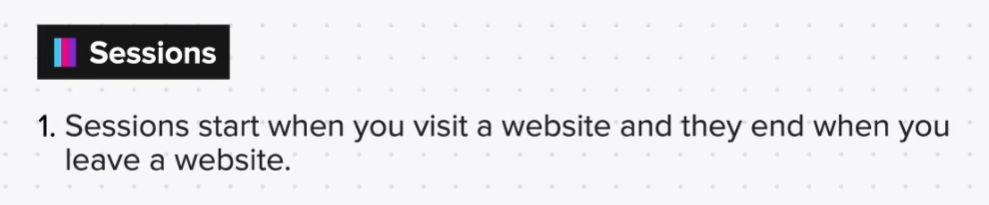 Sessions
1. Sessions start when you visit a website and they end when you
leave a website.